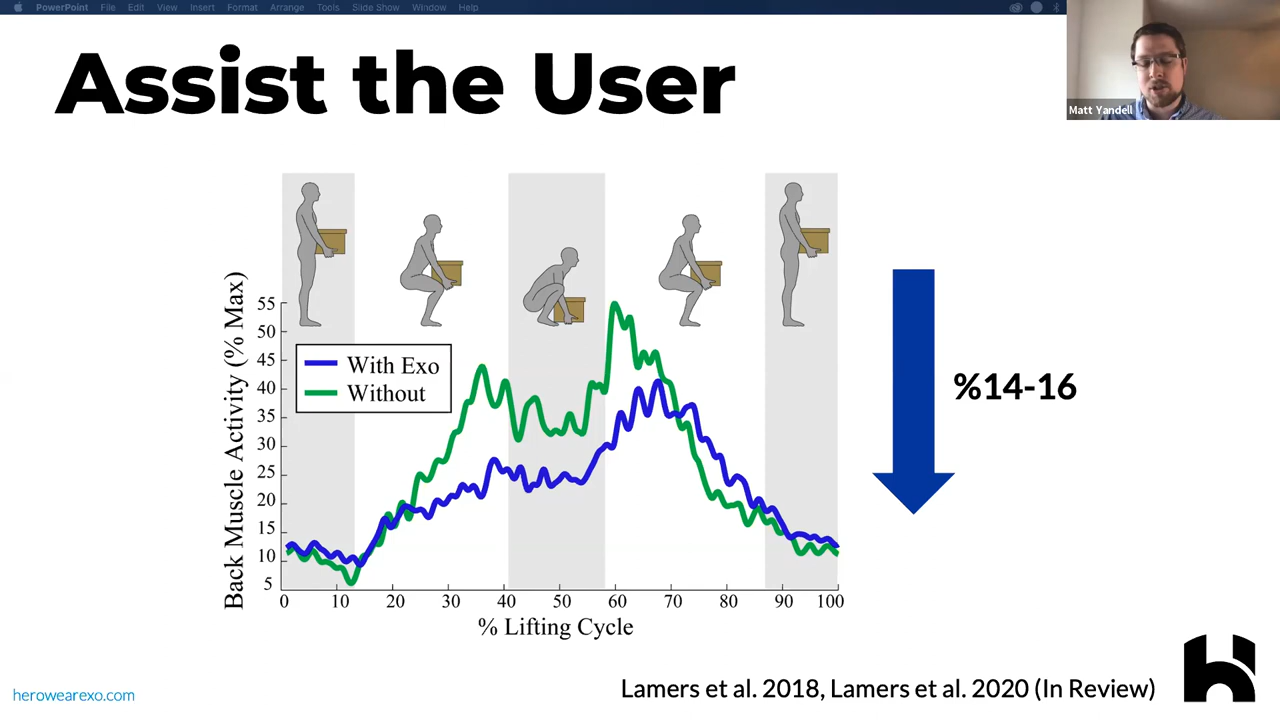 PowerPoint File Edit View Insert Format Arrange Tools Slide Show Window Help
Assist the User
Matt Yandell
Back Muscle Activity (% Max)
55
50
45
40
35
30
25
20
15
10
5
With Exo
Without
%14-16
0 10 20 30 40 50 60 70 80 90 100
% Lifting Cycle
herowearexo.com
Lamers et al. 2018, Lamers et al. 2020 (In Review)